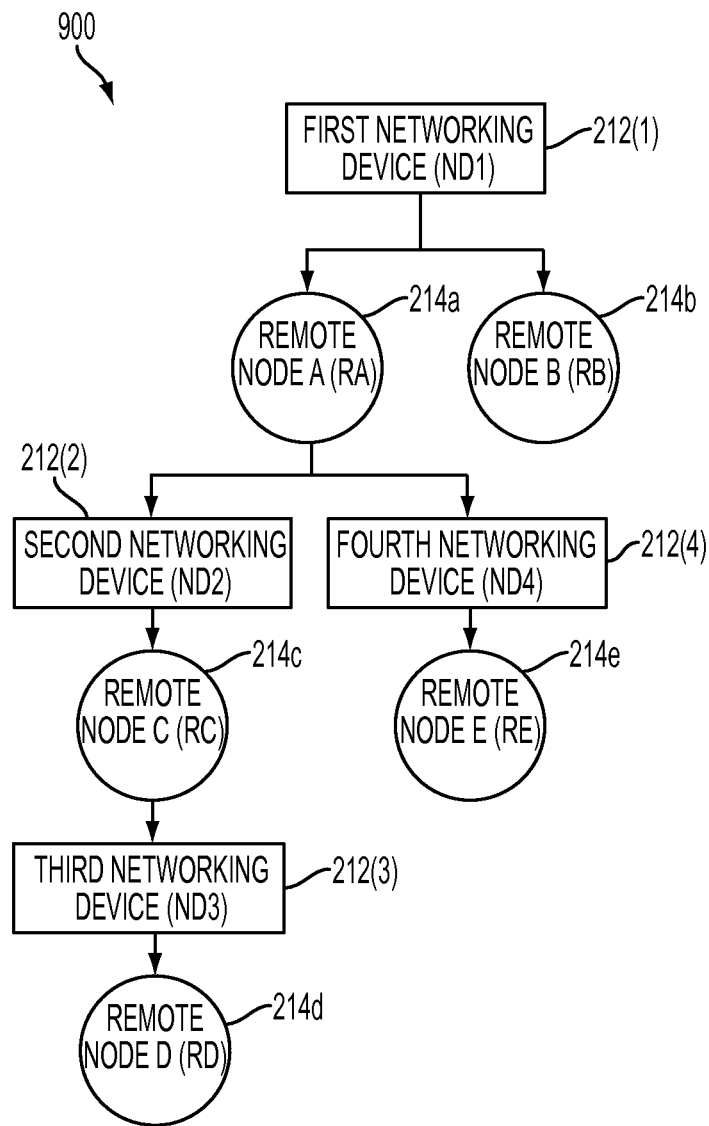 900
FIRST NETWORKING
DEVICE (ND1)
212(1)
214a
214b
REMOTE
NODE A (RA)
REMOTE
NODE B (RB)
212(2)
SECOND NETWORKING
DEVICE (ND2)
FOURTH NETWORKING
DEVICE (ND4)
212(4)
214c
214e
REMOTE
NODE C (RC)
REMOTE
NODE E (RE)
THIRD NETWORKING
DEVICE (ND3)
212(3)
214d
REMOTE
NODE D (RD)